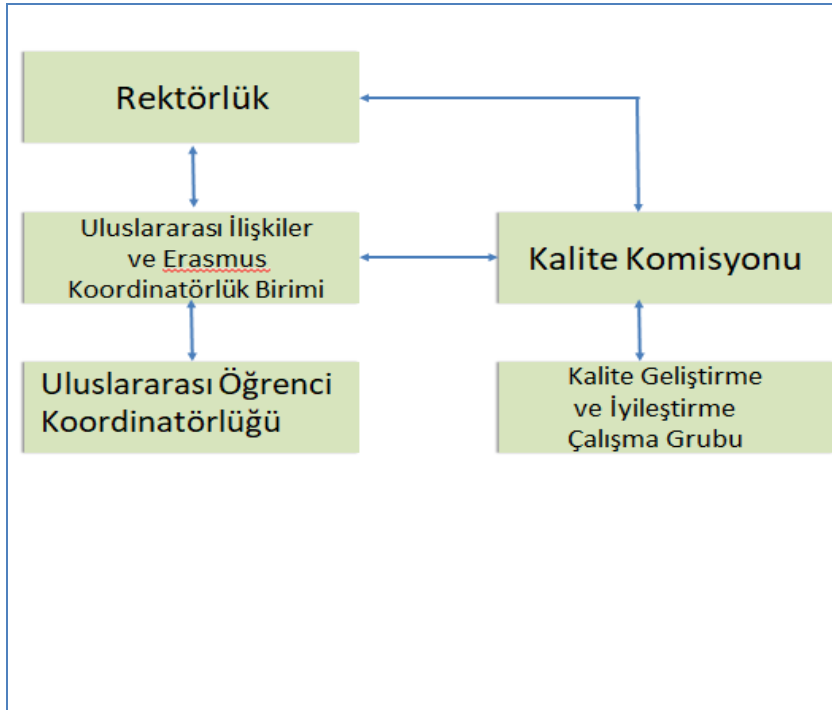 Rektörlük
Uluslararası İlişkiler
ve Erasmus
Koordinatörlük Birimi
Kalite Komisyonu
Uluslararası Öğrenci
Koordinatörlüğü
Kalite Geliştirme
ve İyileştirme
Çalışma Grubu